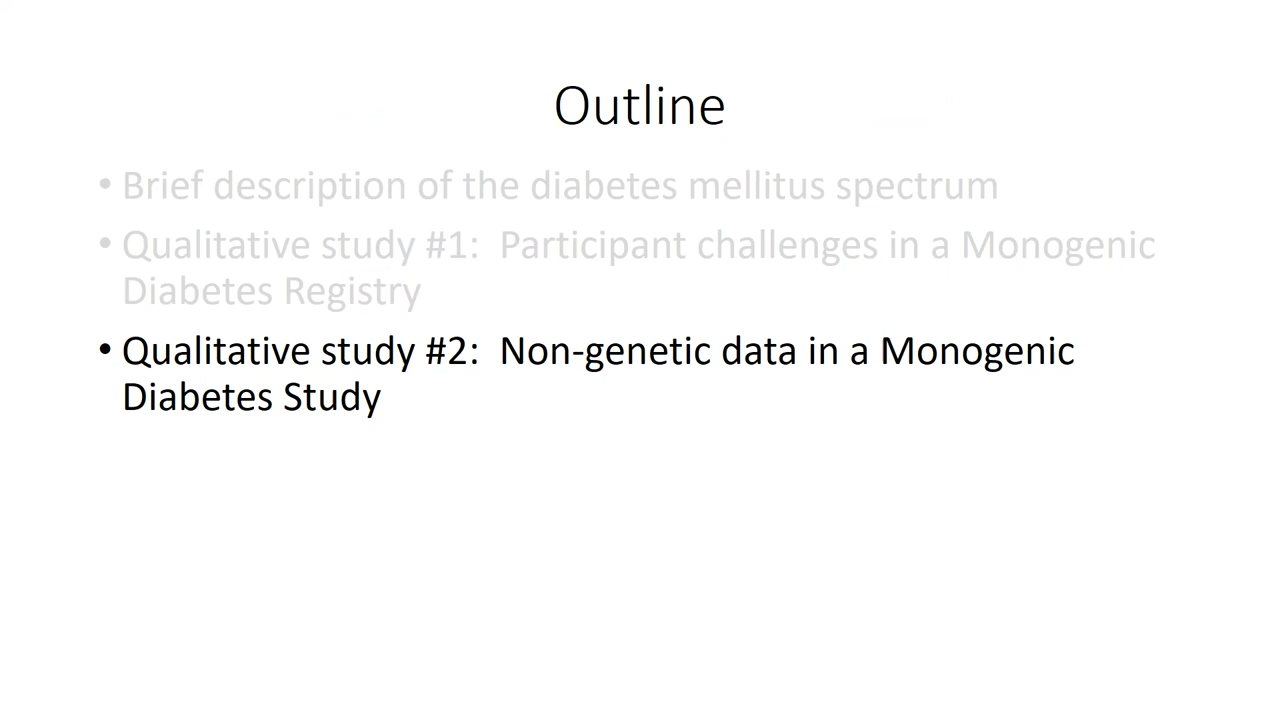 Outline
• Brief description of the diabetes mellitus spectrum
• Qualitative study #1:  Participant challenges in a Monogenic
Diabetes Registry
• Qualitative study #2:  Non-genetic data in a Monogenic
Diabetes Study